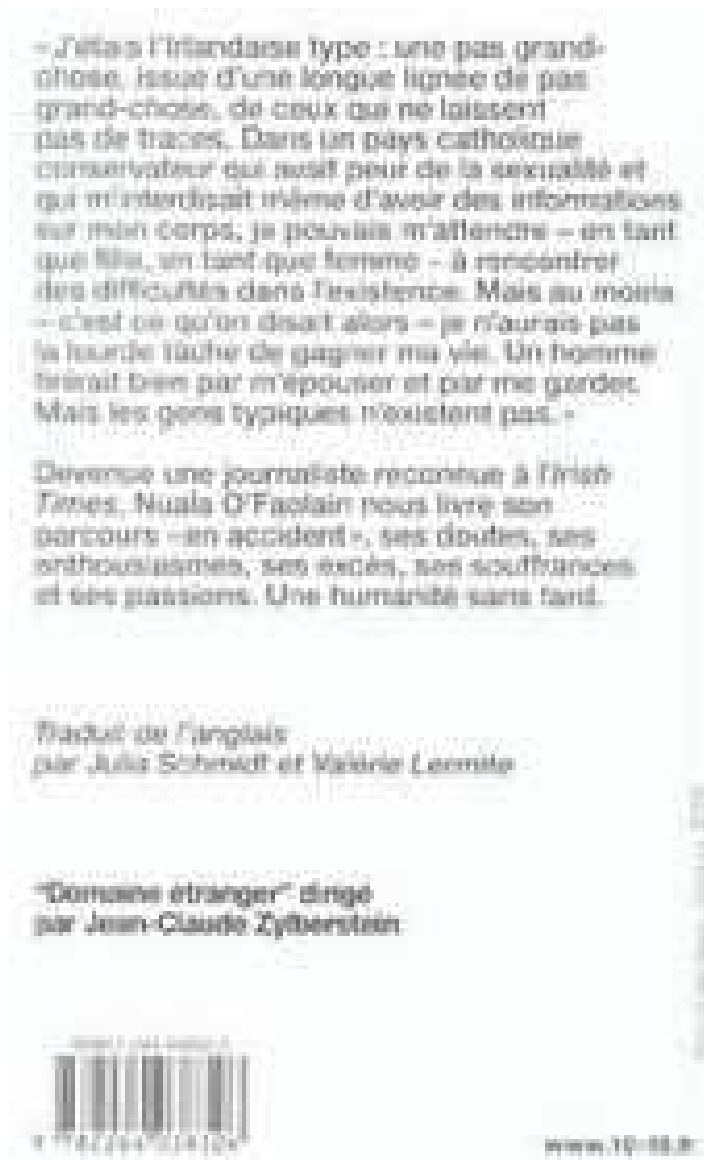 « J'étais l'Irlandaise type : une pas grand-
chose, issue d'une longue lignée de pas
grand-chose, de ceux qui ne laissent
pas de traces. Dans un pays catholique
conservateur qui avait peur de la sexualité et
qui m'interdisait même d'avoir des informations
sur mon corps, je pouvais m'attendre – en tant
que fille, en tant que femme – à rencontrer
des difficultés dans l'existence. Mais au moins
– c'est ce qu'on disait alors – je n'aurais pas
la lourde tâche de gagner ma vie. Un homme
finirait bien par m'épouser et par me garder.
Mais les gens typiques n'existent pas. »
Devenue une journaliste reconnue à l'Irish
Times, Nuala O'Faolain nous livre son
parcours « en accident », ses doutes, ses
enthousiasmes, ses excès, ses souffrances
et ses passions. Une humanité sans fard.
Traduit de l'anglais
par Julia Schmidt et Valérie Lermite
"Domaine étranger" dirigé
par Jean-Claude Zylberstein
www.10-18.fr